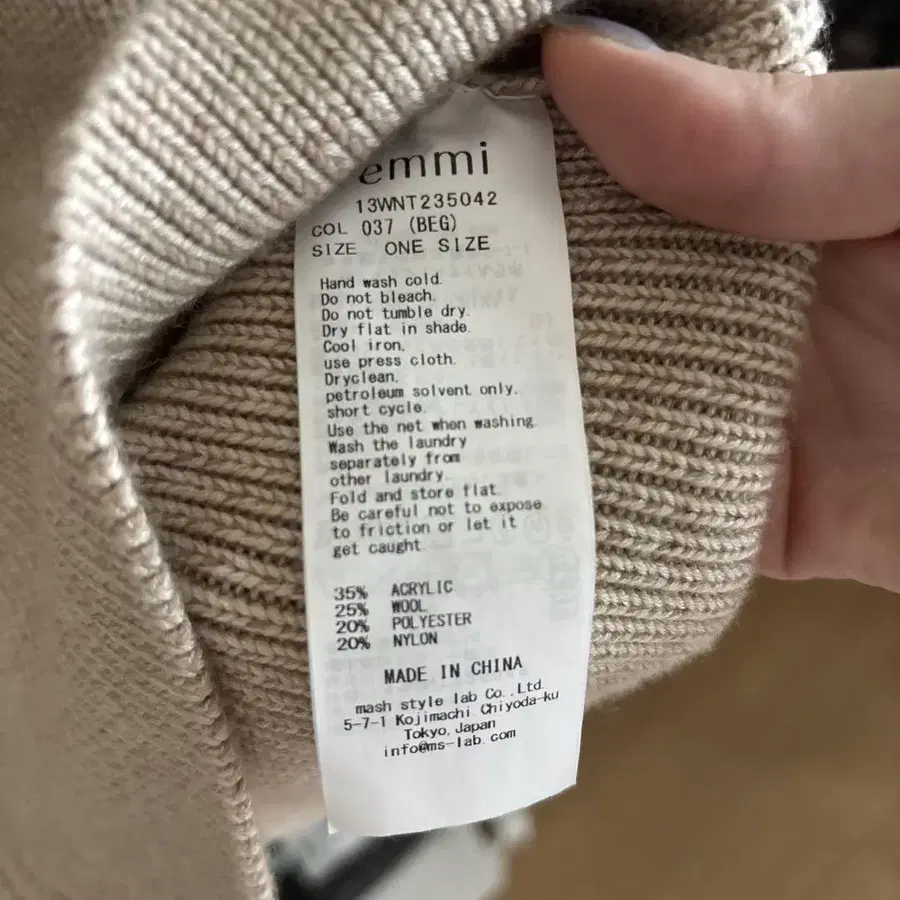 emmi
13WNT235042
COL 037 (BEG)
SIZE ONE SIZE
Hand wash cold.
Do not bleach.
Do not tumble dry.
Dry flat in shade.
Cool iron,
use press cloth.
Dryclean,
petroleum solvent only.
short cycle.
Use the net when washing.
Wash the laundry
separately from
other laundry.
Fold and store flat.
Be careful not to expose
to friction or let it
get caught
35% ACRYLIC
25% WOOL
20% POLYESTER
20% NYLON
MADE IN CHINA
mash style lab Co.,Ltd.
5-7-1 Kojimachi Chiyoda-ku
Tokyo,Japan
info@ms-lab.com